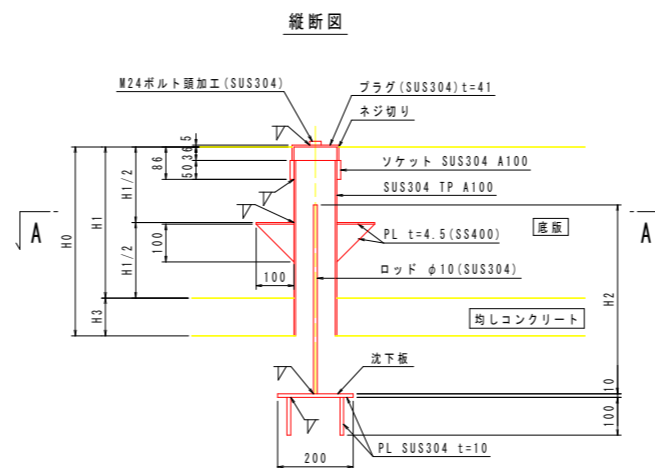 縦断図
M24ボルト頭加工(SUS304)
プラグ(SUS304)t=41
ネジ切り
ソケット SUS304 A100
SUS304 TP A100
5
36
50
86
H1/2
H1
H0
A
A
底版
PL t=4.5(SS400)
100
H1/2
100
ロッド φ10(SUS304)
H2
H3
均しコンクリート
沈下板
10
100
PL SUS304 t=10
200